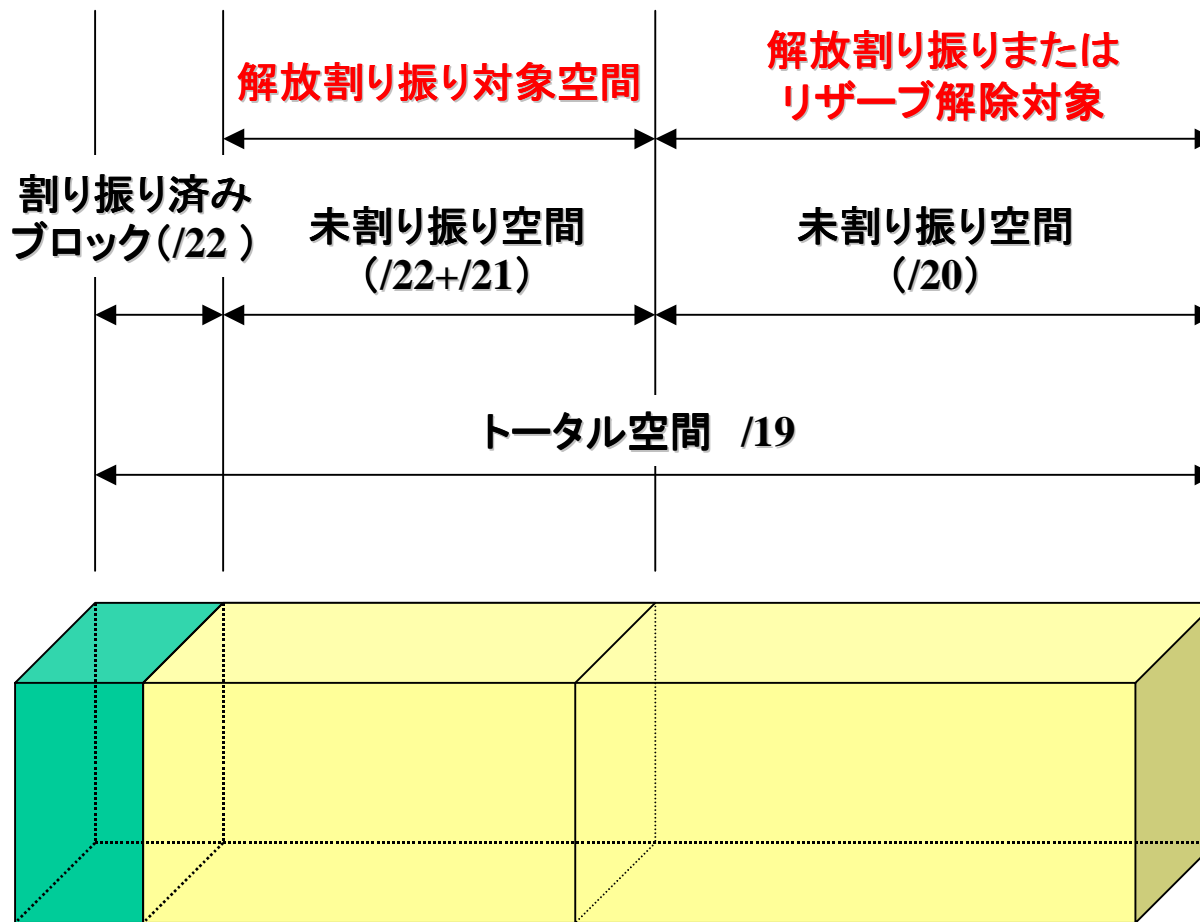 解放割り振り対象空間
解放割り振りまたは
リザーブ解除対象
割り振り済み
ブロック(/22 )
未割り振り空間
(/22+/21)
未割り振り空間
(/20)
トータル空間 /19